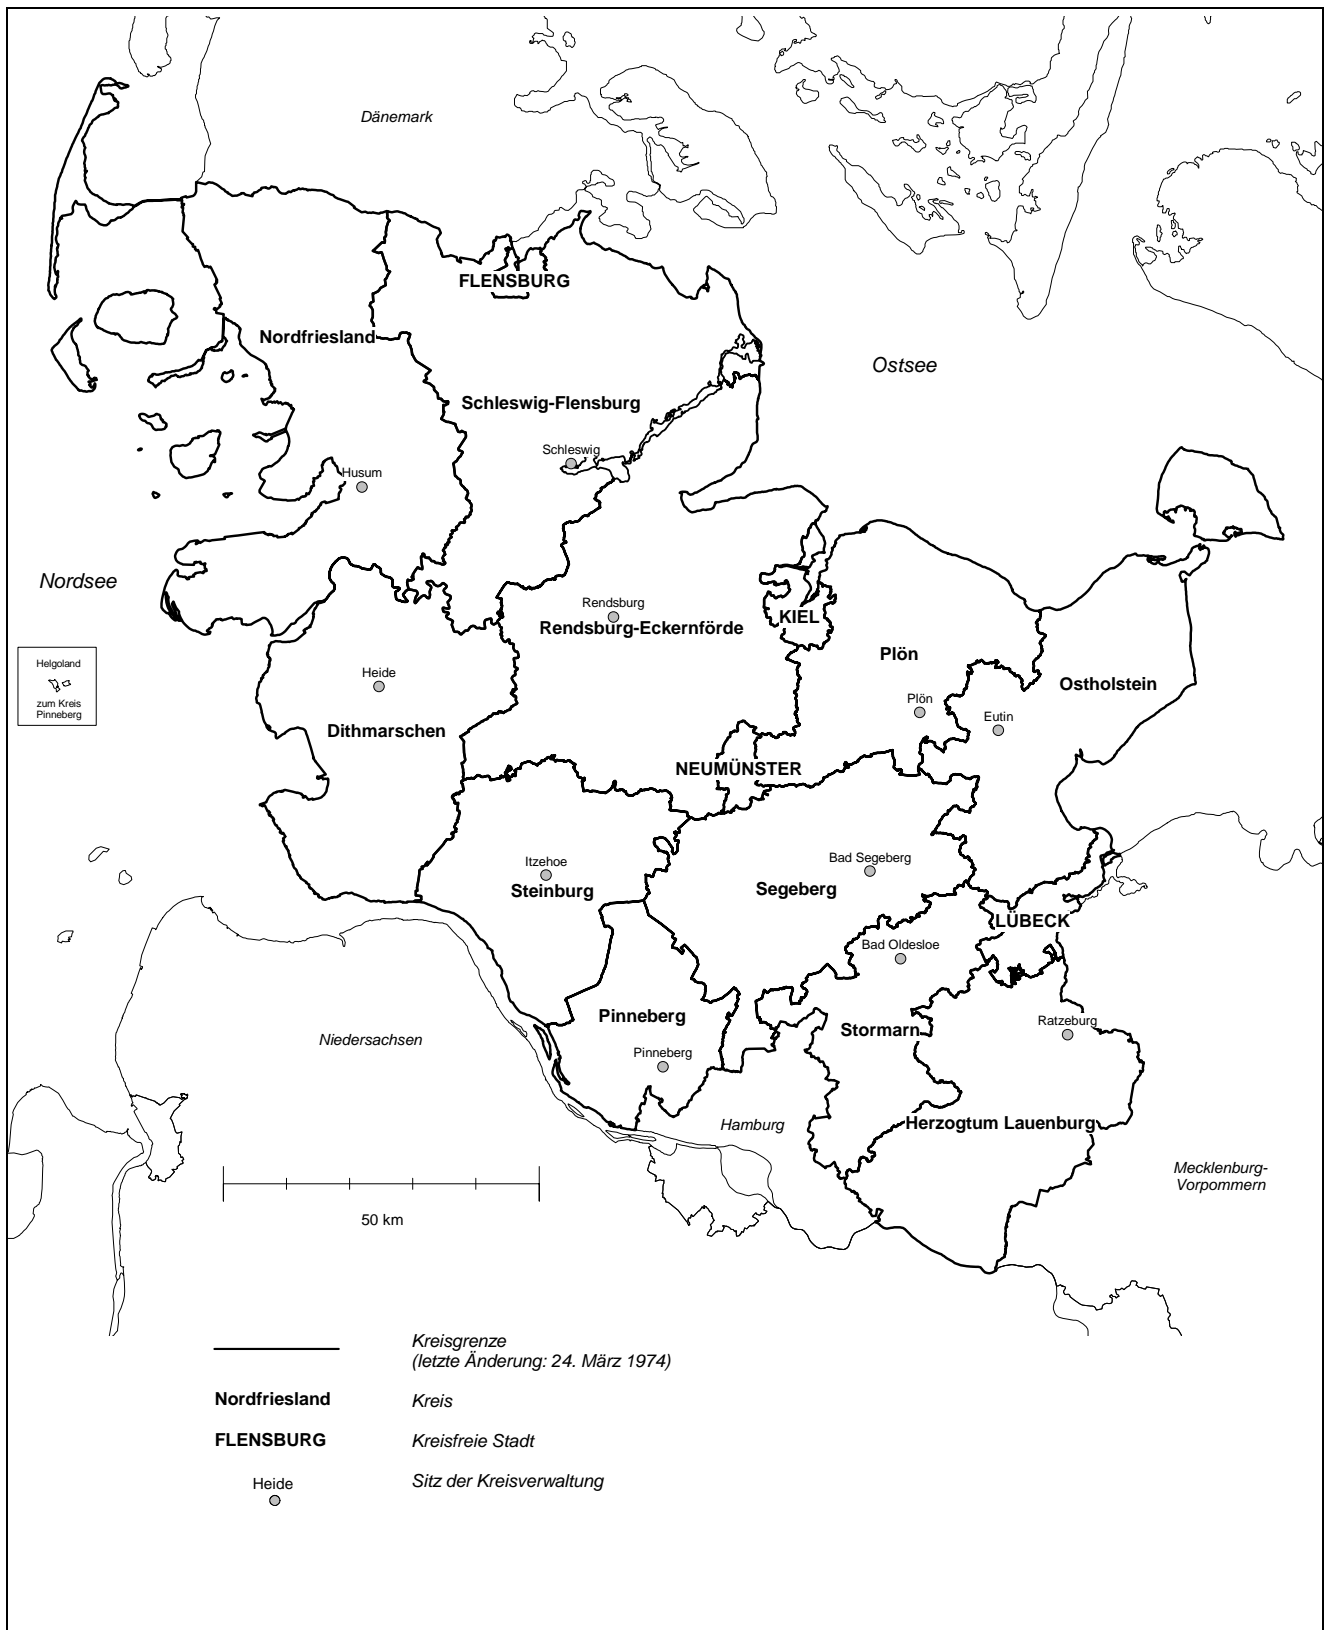 Dänemark
FLENSBURG
Nordfriesland
Ostsee
Schleswig-Flensburg
Schleswig
Husum
Nordsee
Rendsburg
Rendsburg-Eckernförde
KIEL
Plön
Helgoland
zum Kreis
Pinneberg
Heide
Ostholstein
Plön
Eutin
Dithmarschen
NEUMÜNSTER
Itzehoe
Steinburg
Bad Segeberg
Segeberg
LÜBECK
Bad Oldesloe
Pinneberg
Stormarn
Ratzeburg
Niedersachsen
Pinneberg
Hamburg
Herzogtum Lauenburg
Mecklenburg-
Vorpommern
50 km
Kreisgrenze
(letzte Änderung: 24. März 1974)
Nordfriesland Kreis
FLENSBURG Kreisfreie Stadt
Heide Sitz der Kreisverwaltung